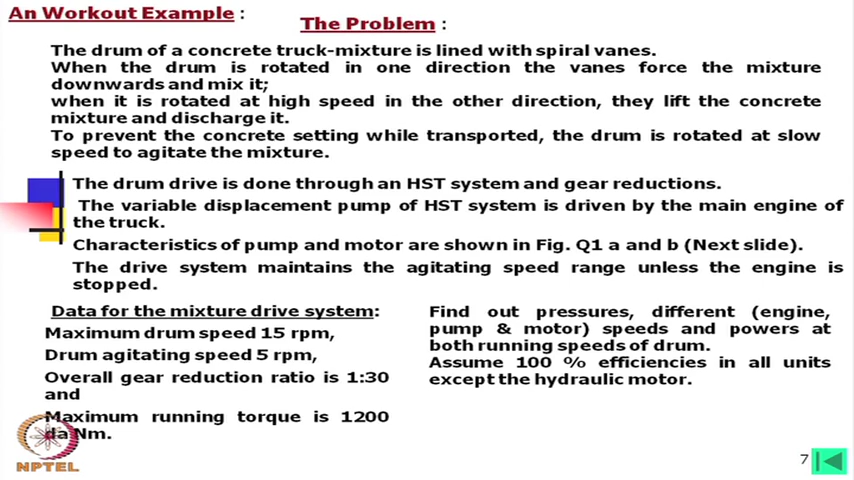 An Workout Example :
The Problem :
The drum of a concrete truck-mixture is lined with spiral vanes.
When the drum is rotated in one direction the vanes force the mixture
downwards and mix it;
when it is rotated at high speed in the other direction, they lift the concrete
mixture and discharge it.
To prevent the concrete setting while transported, the drum is rotated at slow
speed to agitate the mixture.
The drum drive is done through an HST system and gear reductions.
The variable displacement pump of HST system is driven by the main engine of
the truck.
Characteristics of pump and motor are shown in Fig. Q1 a and b (Next slide).
The drive system maintains the agitating speed range unless the engine is
stopped.
Data for the mixture drive system:
Maximum drum speed 15 rpm,
Drum agitating speed 5 rpm,
Overall gear reduction ratio is 1:30
and
Maximum running torque is 1200
da Nm.
Find out pressures, different (engine,
pump & motor) speeds and powers at
both running speeds of drum.
Assume 100 % efficiencies in all units
except the hydraulic motor.
NPTEL
7